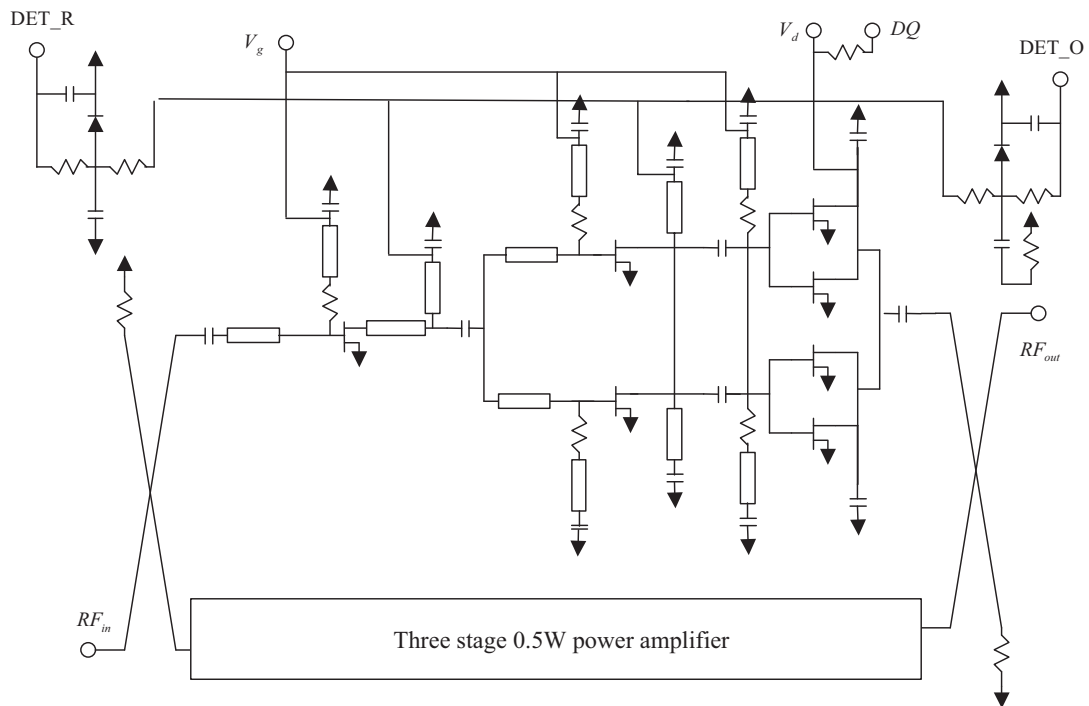 DET_R
V_g
V_d
DQ
DET_O
RF_out
RF_in
Three stage 0.5W power amplifier